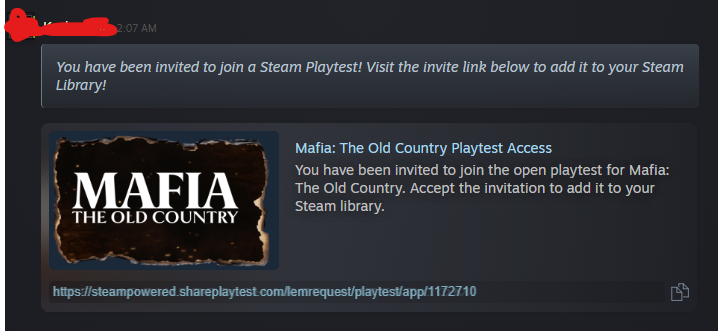 2:07 AM
You have been invited to join a Steam Playtest! Visit the invite link below to add it to your Steam
Library!
MAFIA
THE OLD COUNTRY
Mafia: The Old Country Playtest Access
You have been invited to join the open playtest for Mafia:
The Old Country. Accept the invitation to add it to your
Steam library.
https://steampowered.shareplaytest.com/lemrequest/playtest/app/1172710